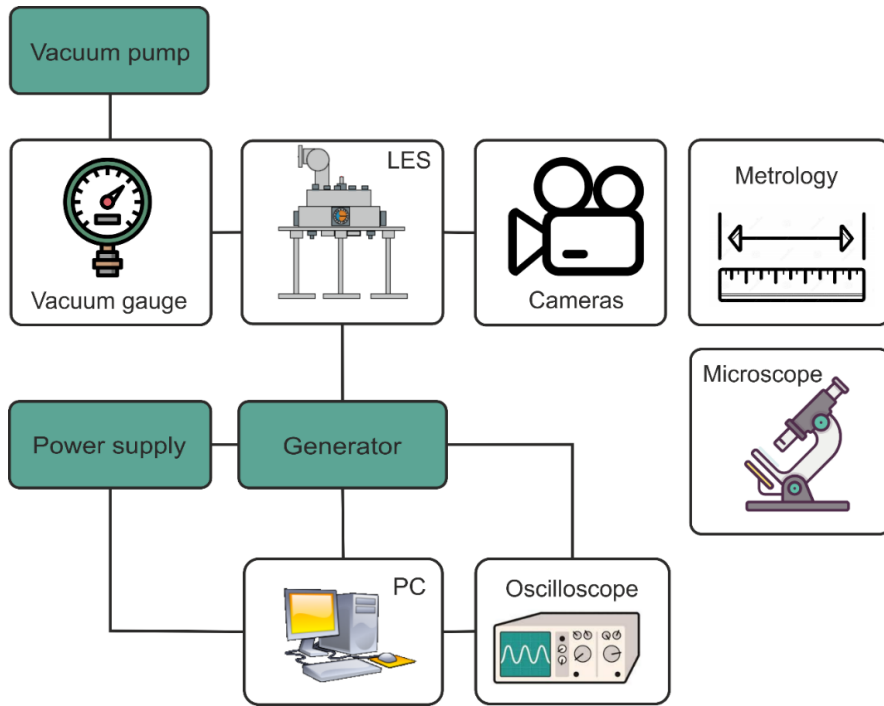 Vacuum pump
LES
Vacuum gauge
Cameras
Metrology
Microscope
Power supply
Generator
PC
Oscilloscope